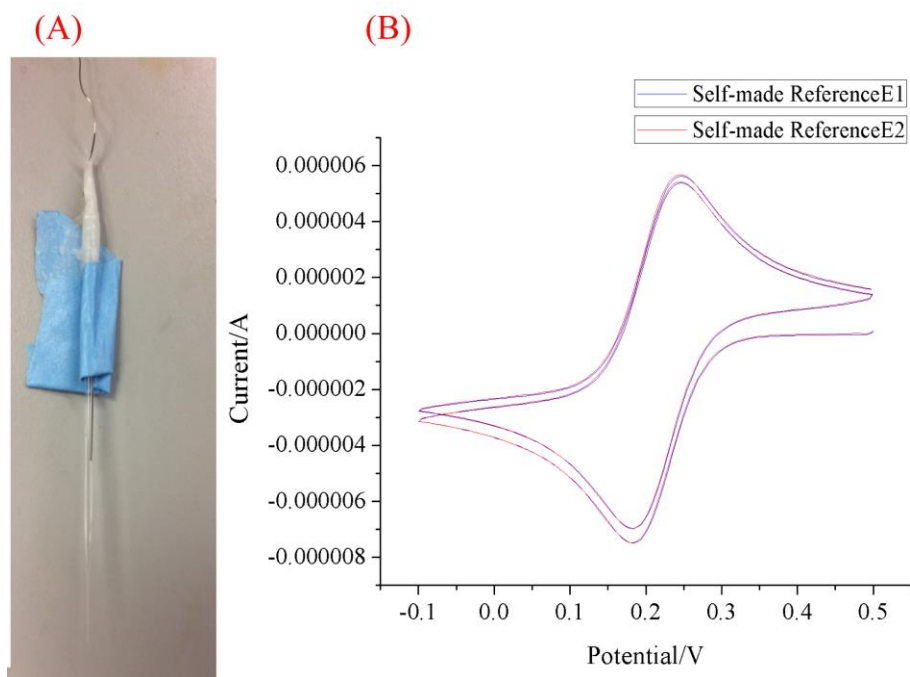 (A)
(B)
Self-made ReferenceE1
Self-made ReferenceE2
0.000006
0.000004
0.000002
0.000000
-0.000002
-0.000004
-0.000006
-0.000008
Current/A
-0.1 0.0 0.1 0.2 0.3 0.4 0.5
Potential/V